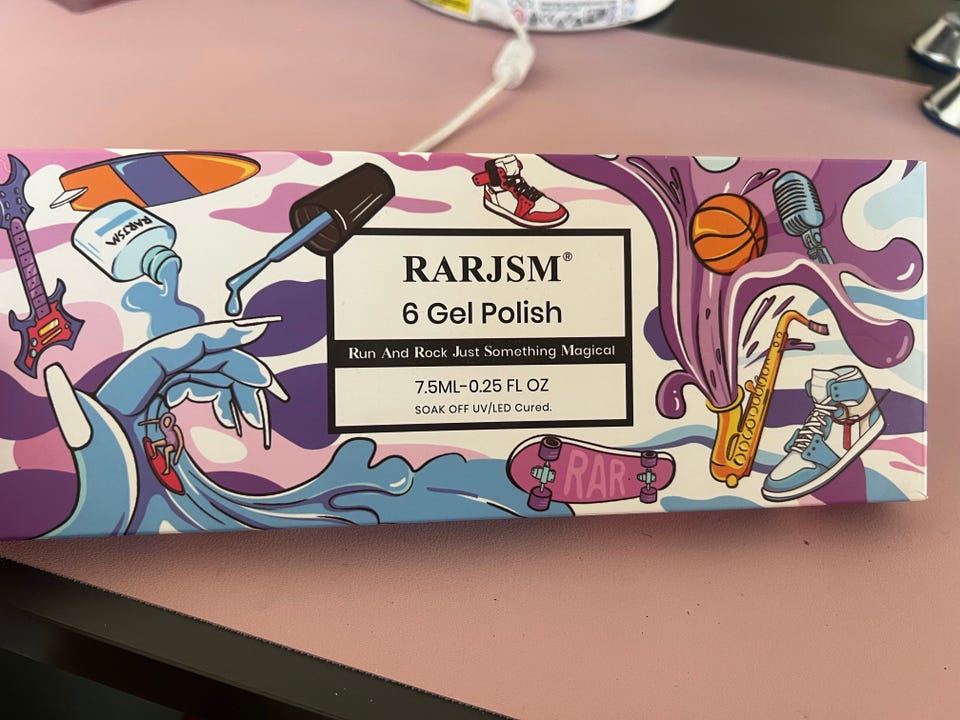 RARJSM
RARJSM®
6 Gel Polish
Run And Rock Just Something Magical
7.5ML-0.25 FL OZ
SOAK OFF UV/LED Cured.
RAR